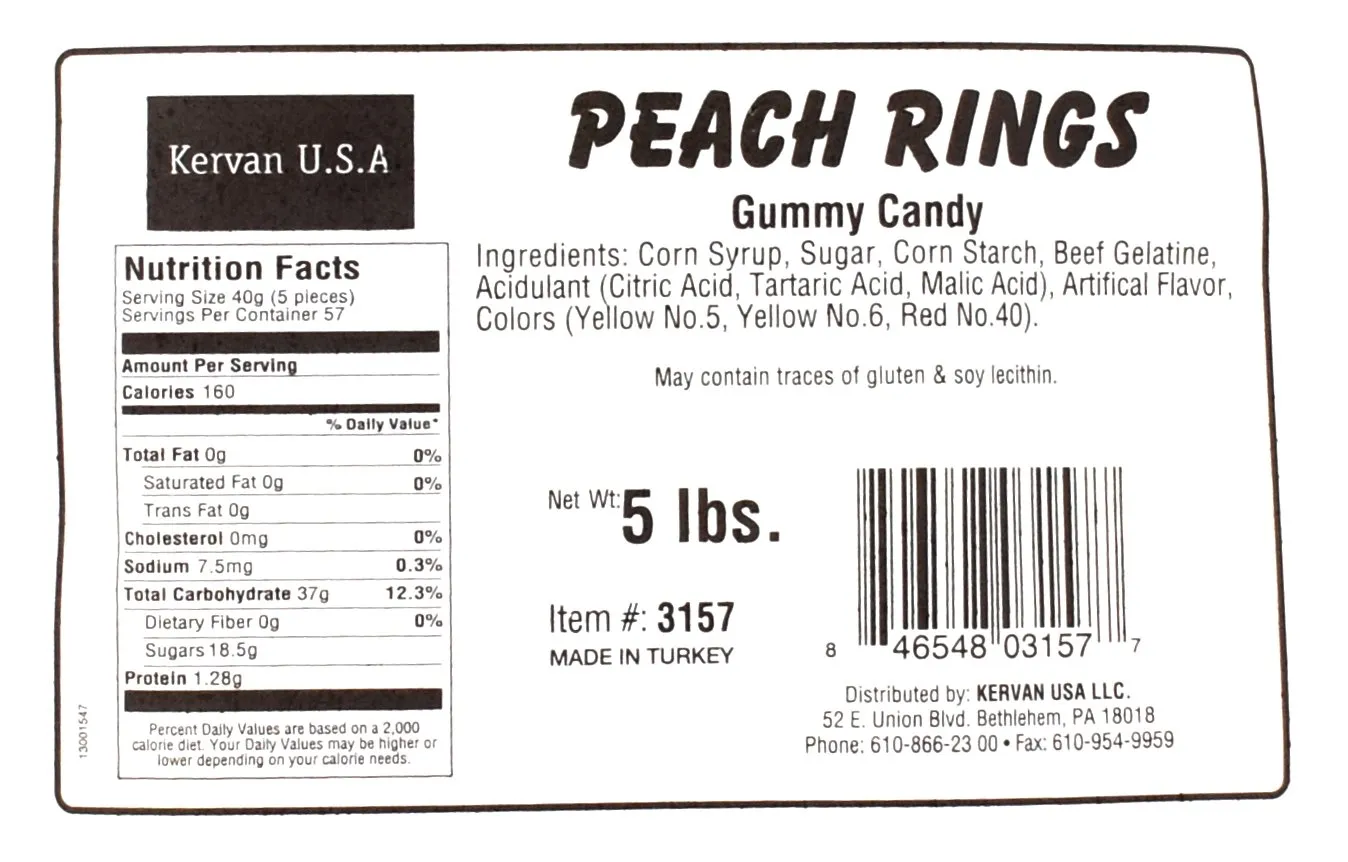 Kervan U.S.A
PEACH RINGS
Gummy Candy
Ingredients: Corn Syrup, Sugar, Corn Starch, Beef Gelatine,
Acidulant (Citric Acid, Tartaric Acid, Malic Acid), Artifical Flavor,
Colors (Yellow No.5, Yellow No.6, Red No.40).
May contain traces of gluten & soy lecithin.
Nutrition Facts
Serving Size 40g (5 pieces)
Servings Per Container 57
Amount Per Serving
Calories 160
% Daily Value*
Total Fat 0g 0%
Saturated Fat 0g 0%
Trans Fat 0g
Cholesterol 0mg 0%
Sodium 7.5mg 0.3%
Total Carbohydrate 37g 12.3%
Dietary Fiber 0g 0%
Sugars 18.5g
Protein 1.28g
Percent Daily Values are based on a 2,000
calorie diet. Your Daily Values may be higher or
lower depending on your calorie needs.
13001547
Net Wt: 5 lbs.
Item #: 3157
MADE IN TURKEY
8 46548 03157 7
Distributed by: KERVAN USA LLC.
52 E. Union Blvd. Bethlehem, PA 18018
Phone: 610-866-23 00 • Fax: 610-954-9959